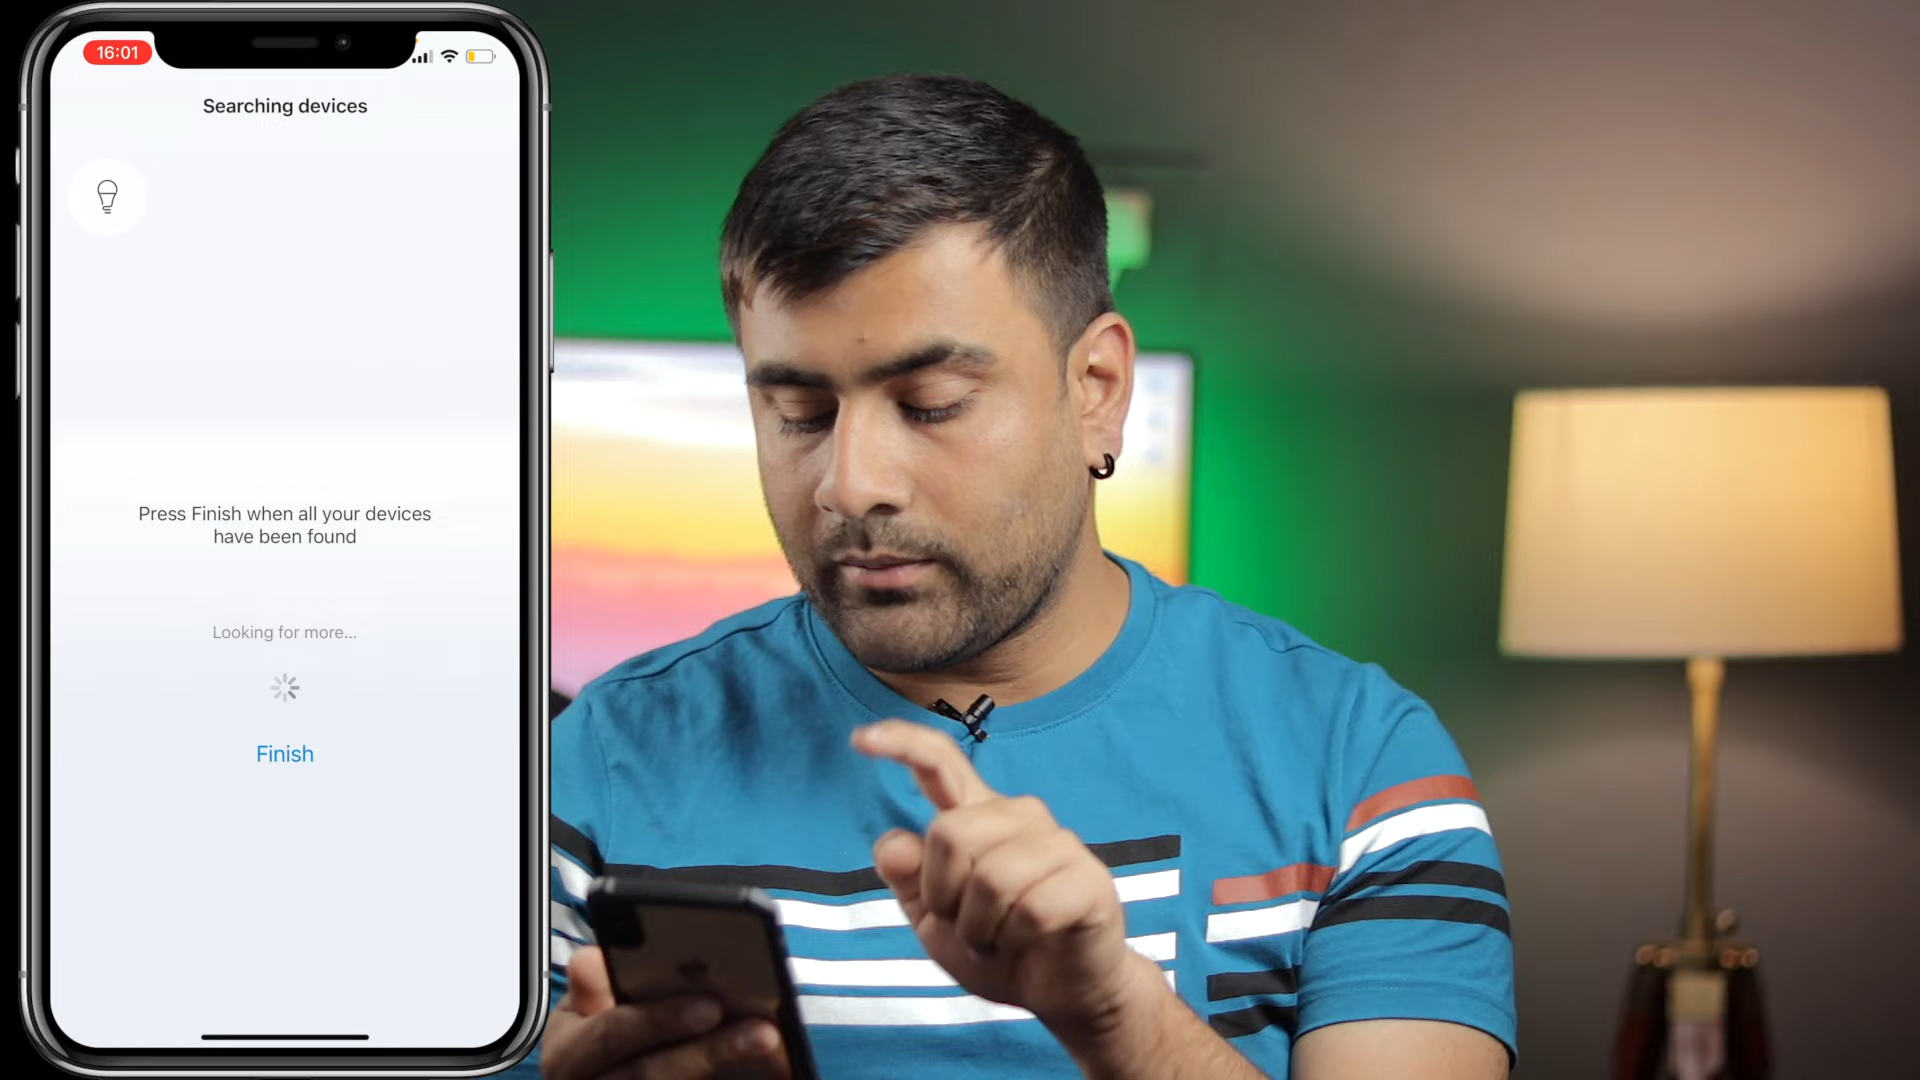 16:01
Searching devices
Press Finish when all your devices
have been found
Looking for more...
Finish